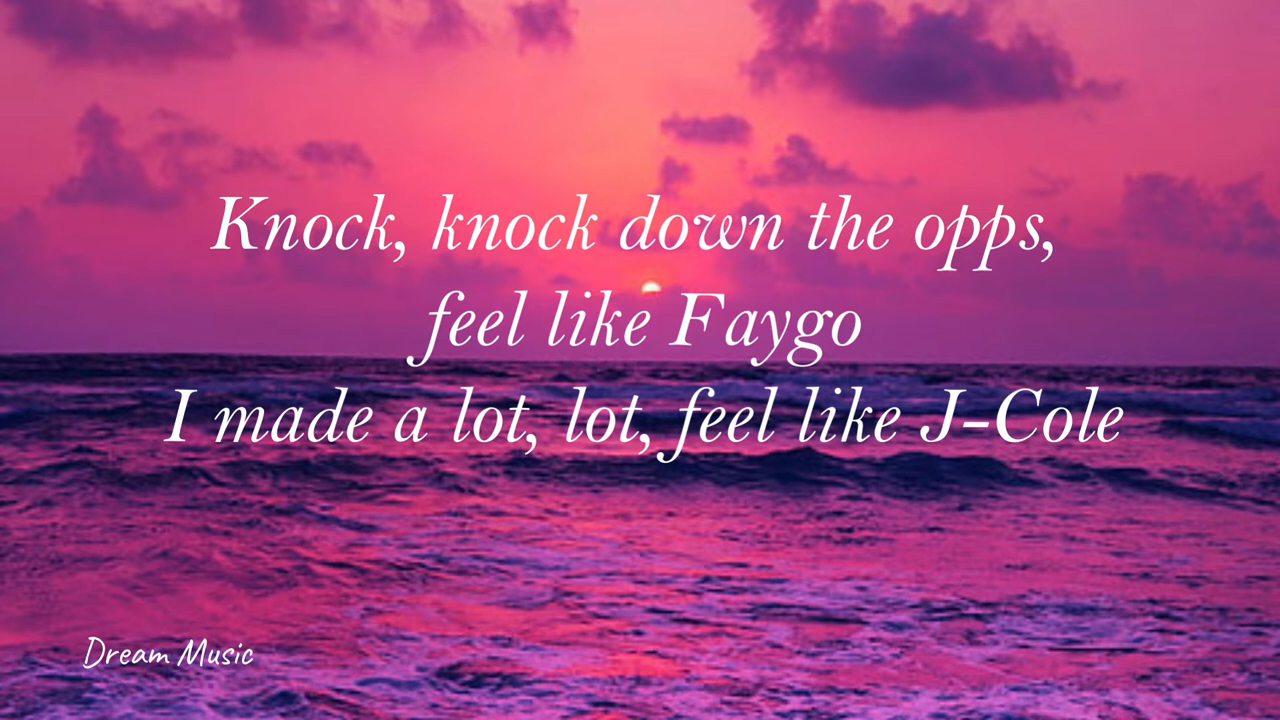 Knock, knock down the opps,
feel like Faygo
I made a lot, lot, feel like J-Cole
Dream Music